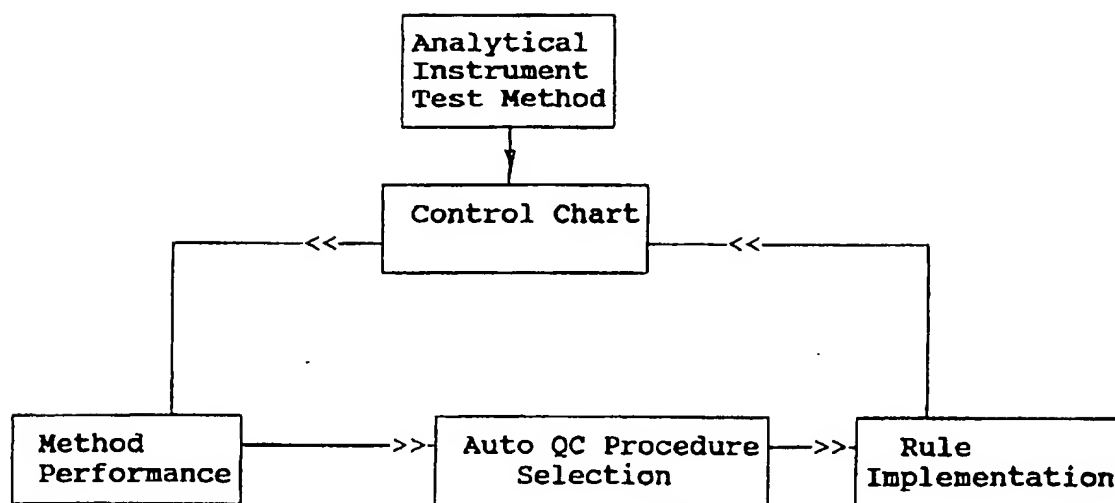 Analytical
Instrument
Test Method
Control Chart
<< <<
Method
Performance
>>
Auto QC Procedure
Selection
>>
Rule
Implementation